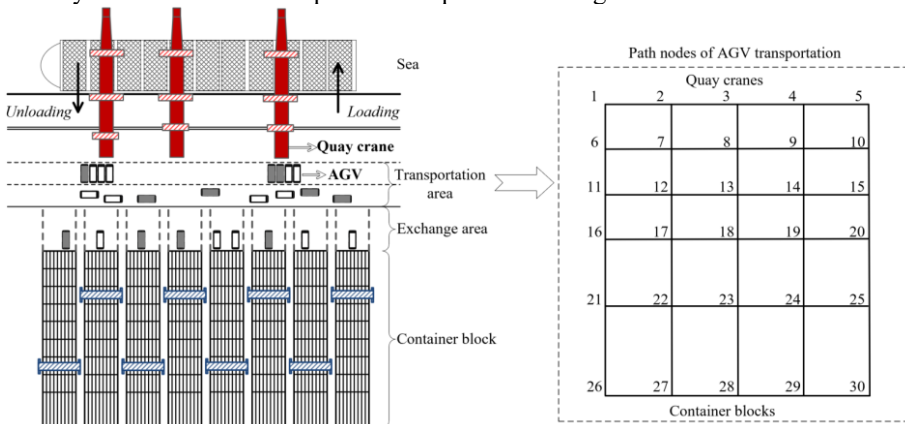 Sea
Unloading
Loading
Quay crane
AGV
Transportation
area
Exchange area
Container block
Path nodes of AGV transportation
Quay cranes
1 2 3 4 5
6 7 8 9 10
11 12 13 14 15
16 17 18 19 20
21 22 23 24 25
26 27 28 29 30
Container blocks